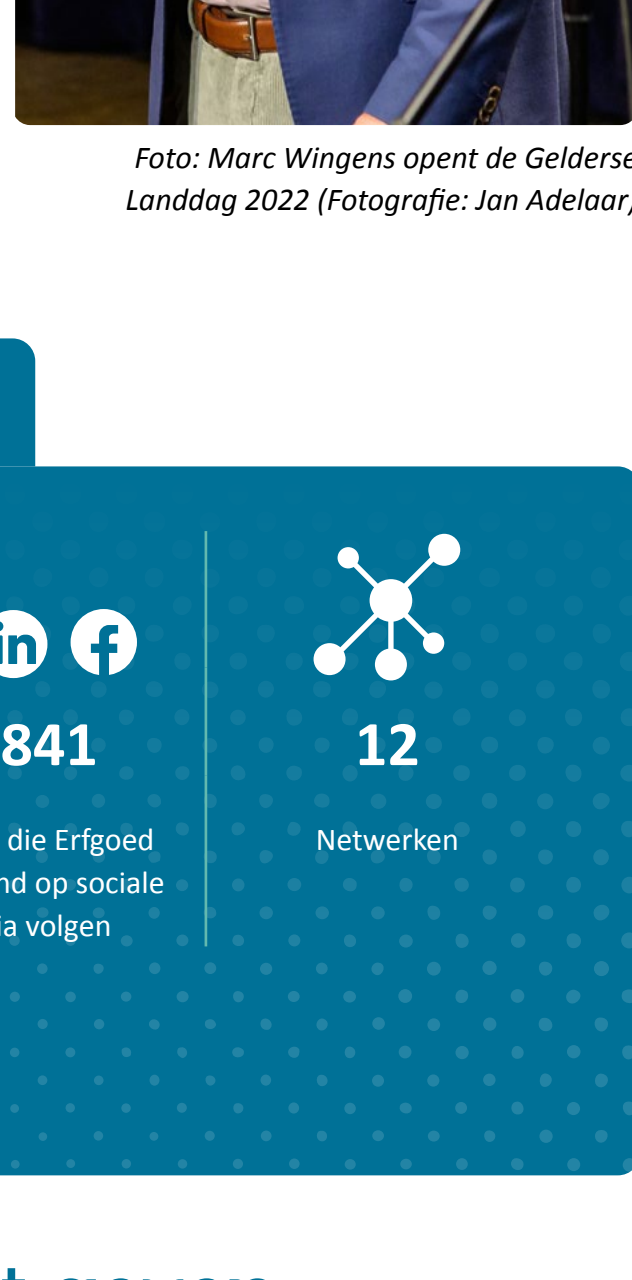 Foto: Marc Wingens opent de Gelderse
Landdag 2022 (Fotografie: Jan Adelaar)
in
841
12
die Erfgoed
Netwerken
nd op sociale
ia volgen